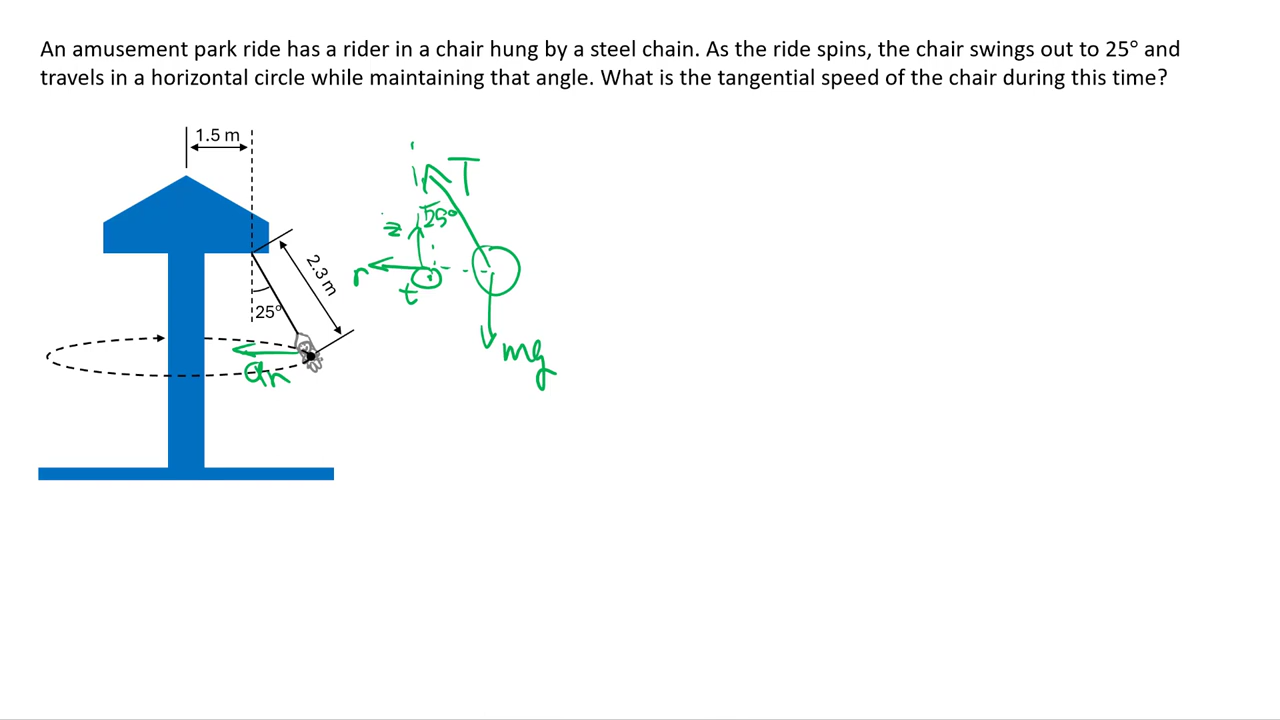 An amusement park ride has a rider in a chair hung by a steel chain. As the ride spins, the chair swings out to 25° and
travels in a horizontal circle while maintaining that angle. What is the tangential speed of the chair during this time?
1.5 m
T
25°
z
2.3 m
n
t
25°
mg
an